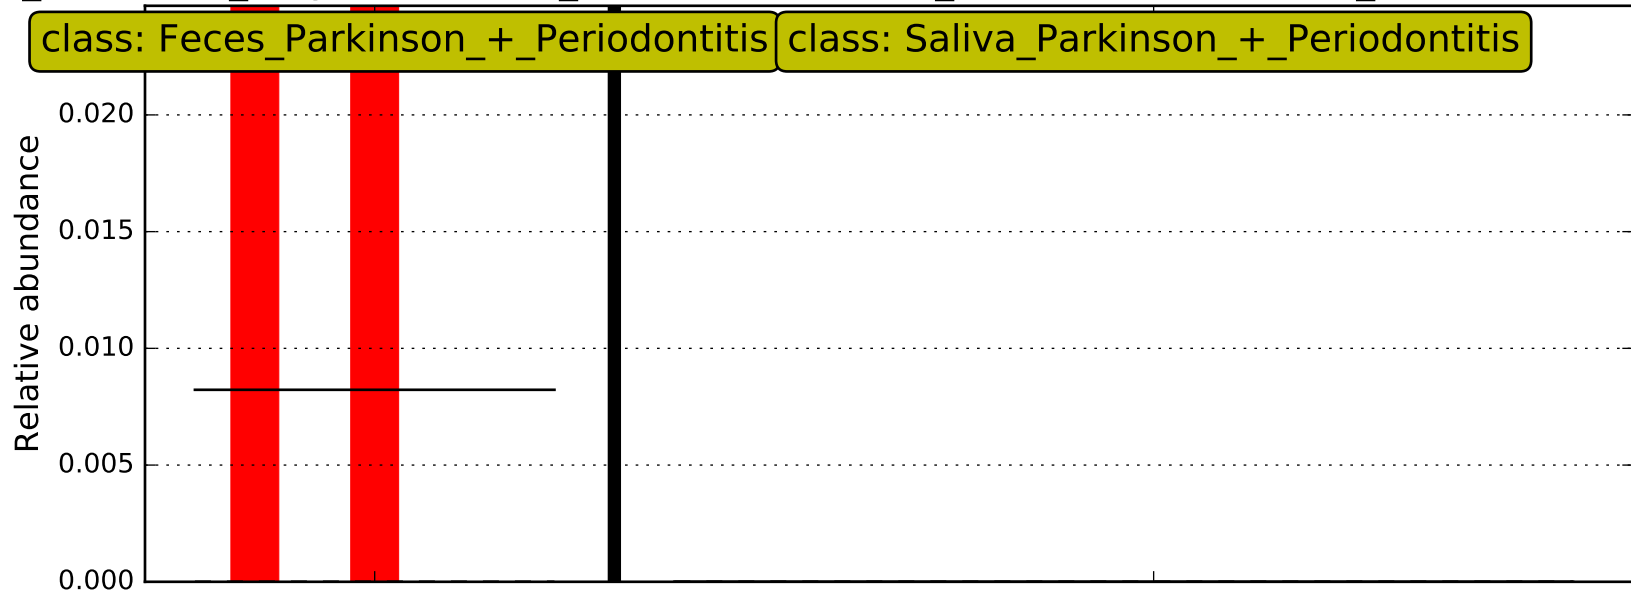 class: Feces_Parkinson_+_Periodontitis
class: Saliva_Parkinson_+_Periodontitis
0.020
0.015
0.010
0.005
0.000
Relative abundance